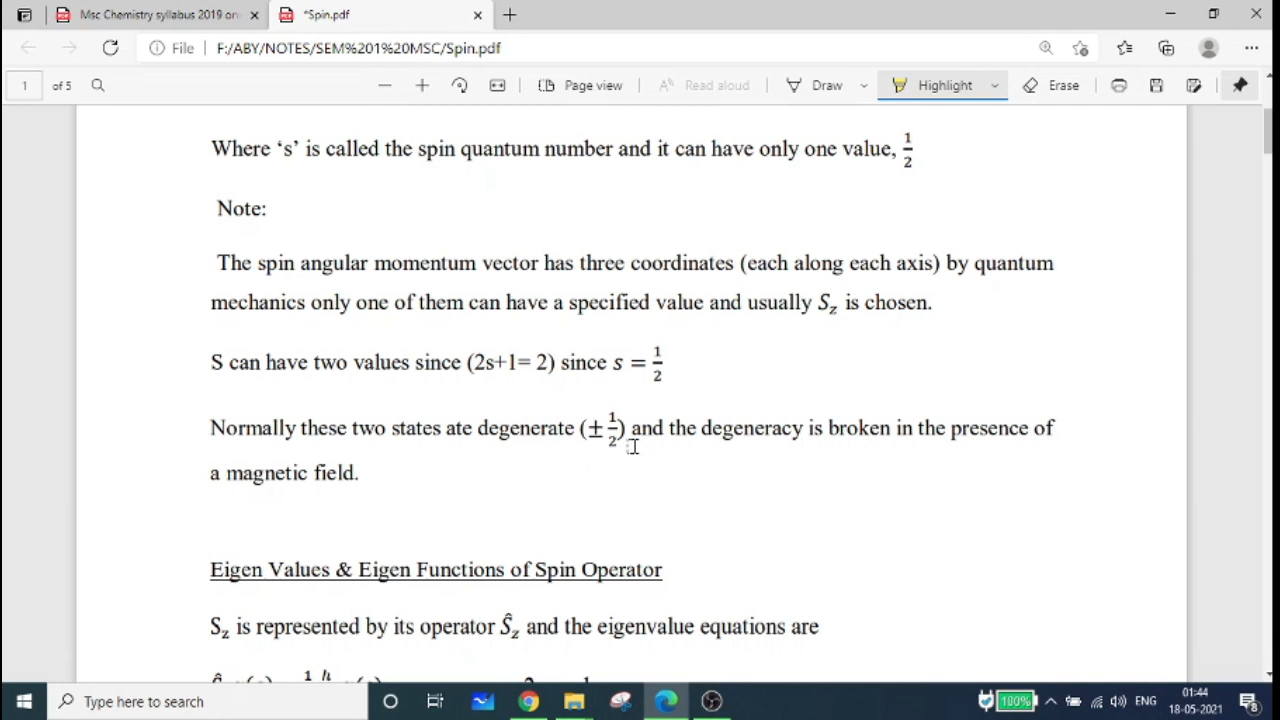 Msc Chemistry syllabus 2019 on
*Spin.pdf
File F:/ABY/NOTES/SEM%201%20MSC/Spin.pdf
1 of 5 Page view Read aloud Draw Highlight Erase
Where ‘s’ is called the spin quantum number and it can have only one value, 1/2
Note:
The spin angular momentum vector has three coordinates (each along each axis) by quantum
mechanics only one of them can have a specified value and usually Sz is chosen.
S can have two values since (2s+1= 2) since s = 1/2
Normally these two states ate degenerate (± 1/2) and the degeneracy is broken in the presence of
a magnetic field.
Eigen Values & Eigen Functions of Spin Operator
Sz is represented by its operator Ŝz and the eigenvalue equations are
Type here to search
100% ENG 01:44
18-05-2021 8